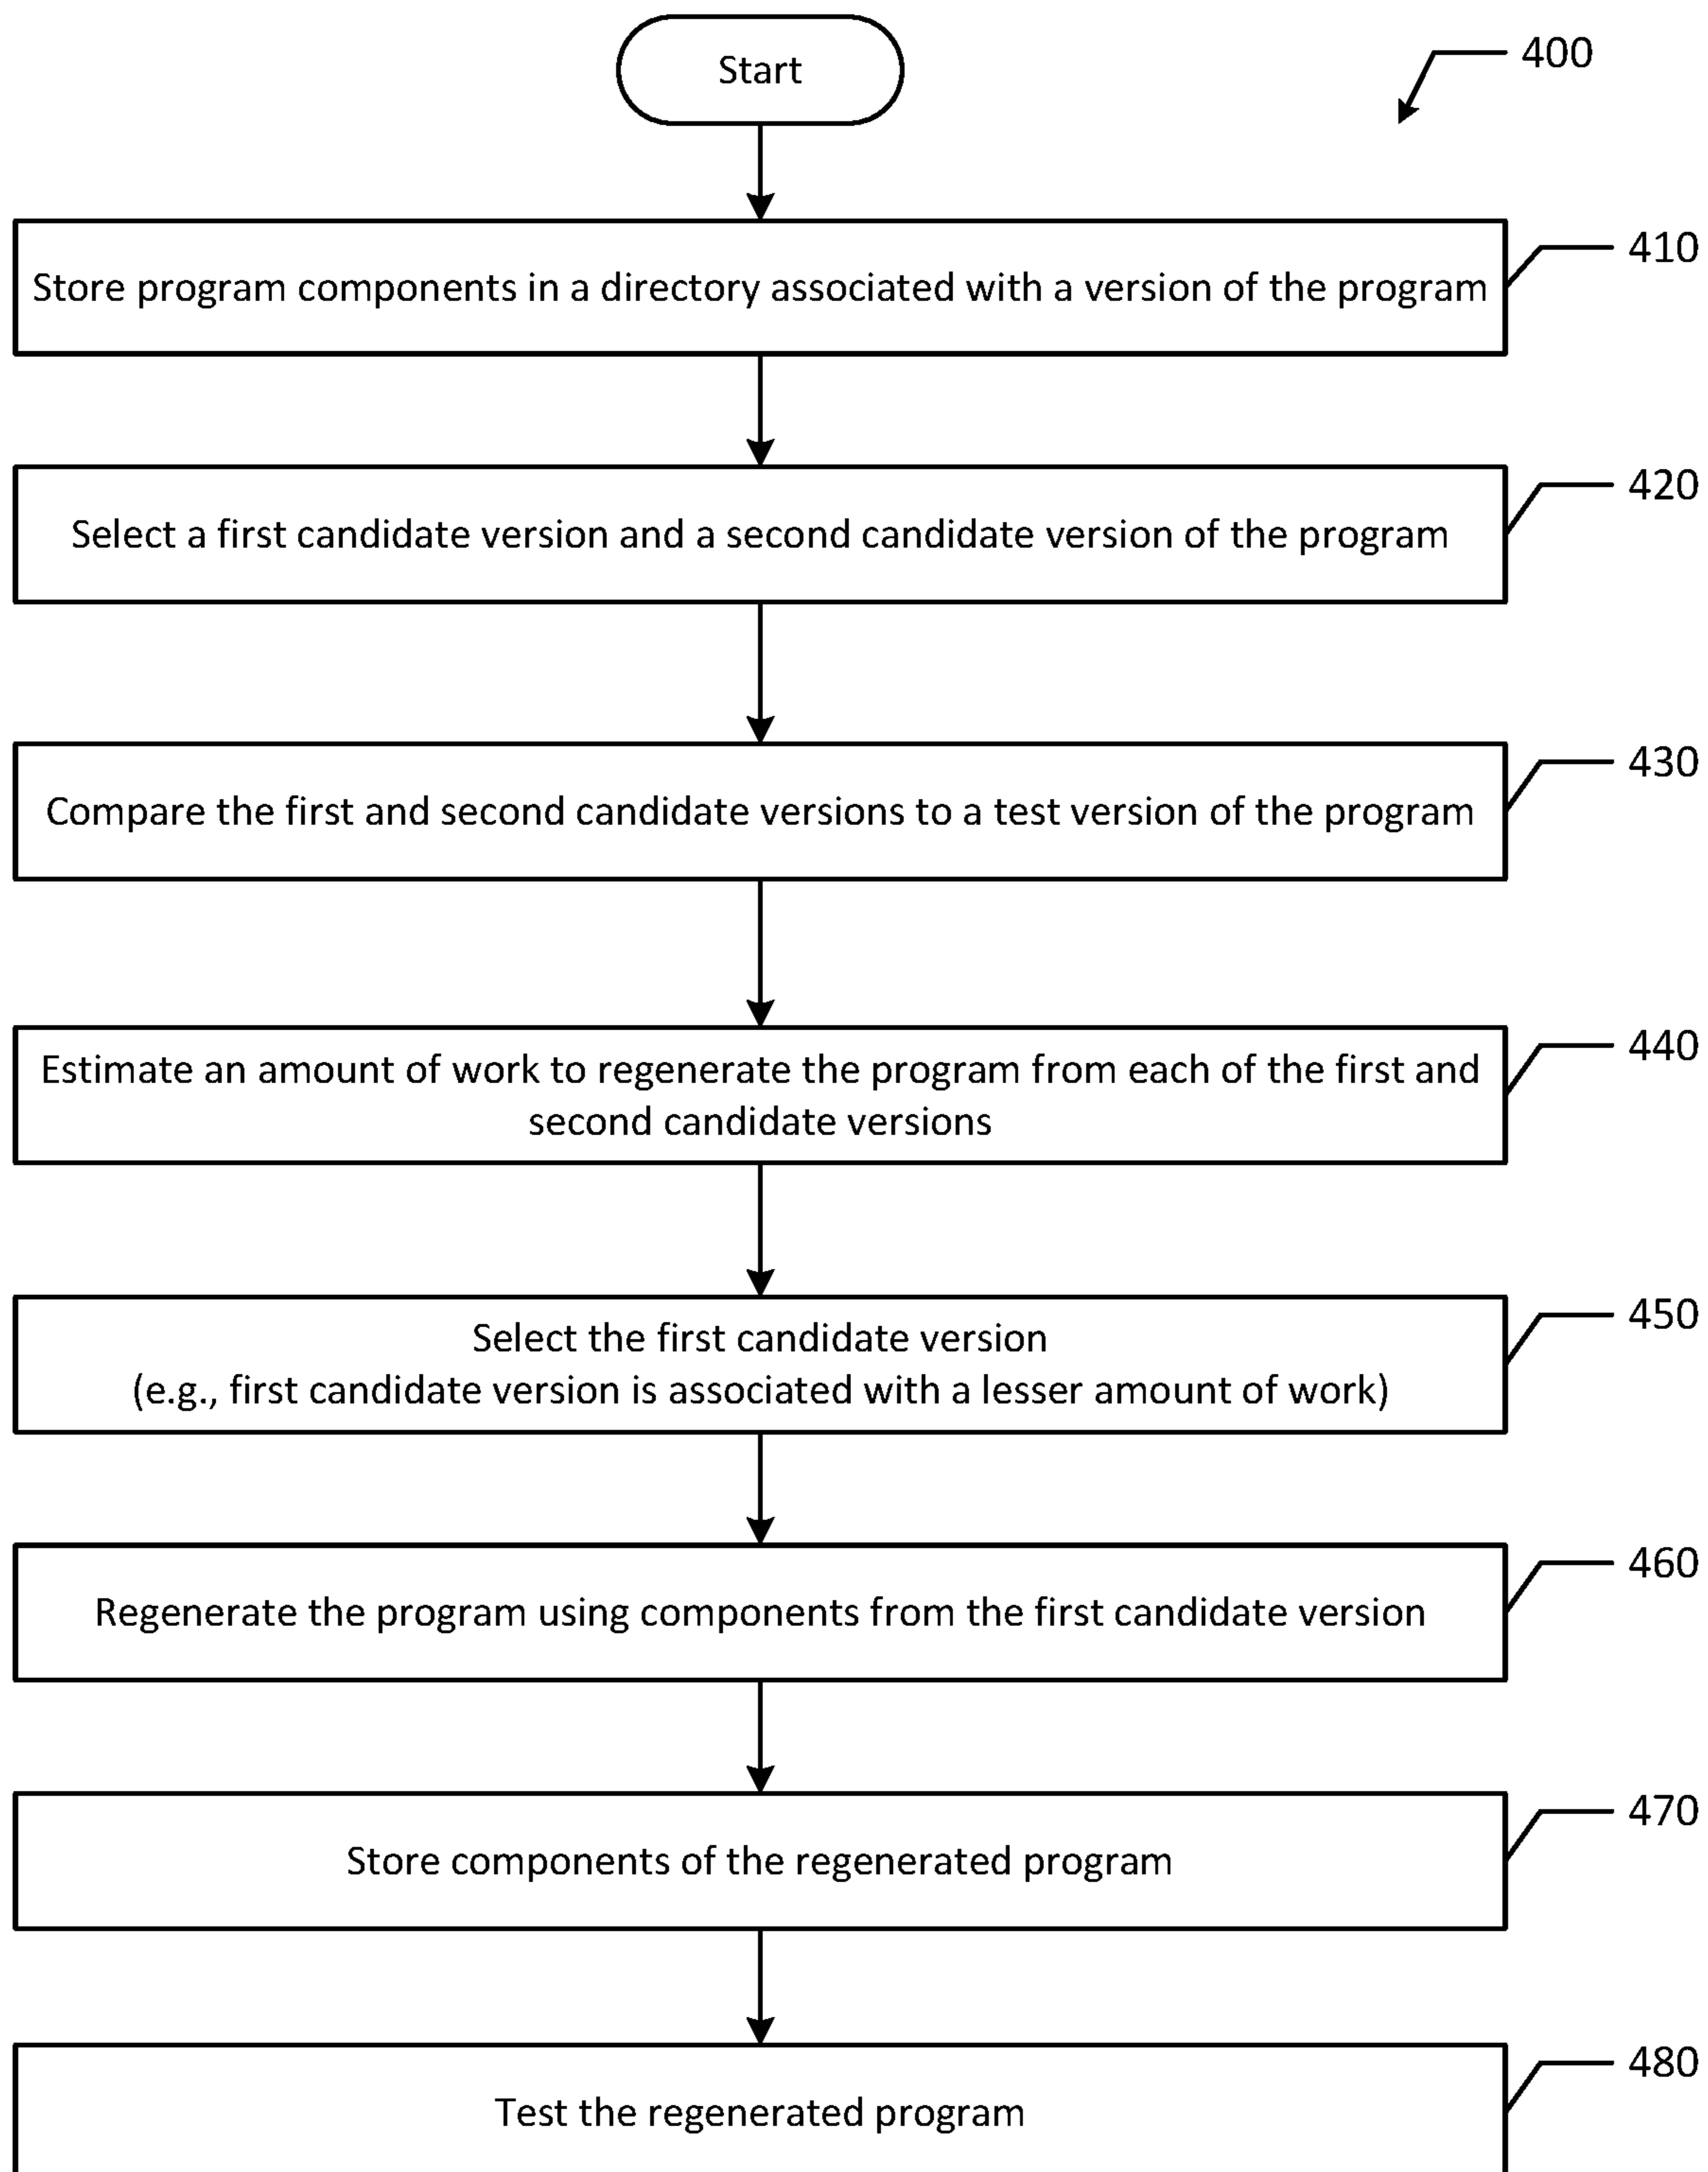 Start
400
Store program components in a directory associated with a version of the program
410
Select a first candidate version and a second candidate version of the program
420
Compare the first and second candidate versions to a test version of the program
430
Estimate an amount of work to regenerate the program from each of the first and
second candidate versions
440
Select the first candidate version
(e.g., first candidate version is associated with a lesser amount of work)
450
Regenerate the program using components from the first candidate version
460
Store components of the regenerated program
470
Test the regenerated program
480